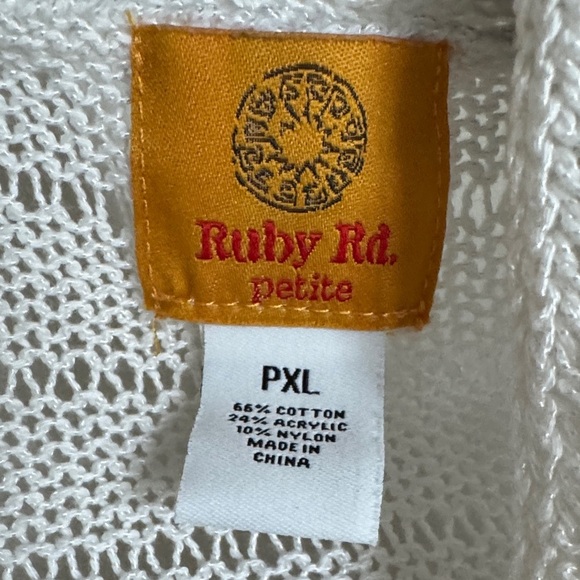 Ruby Rd.
petite
PXL
66% COTTON
24% ACRYLIC
10% NYLON
MADE IN
CHINA